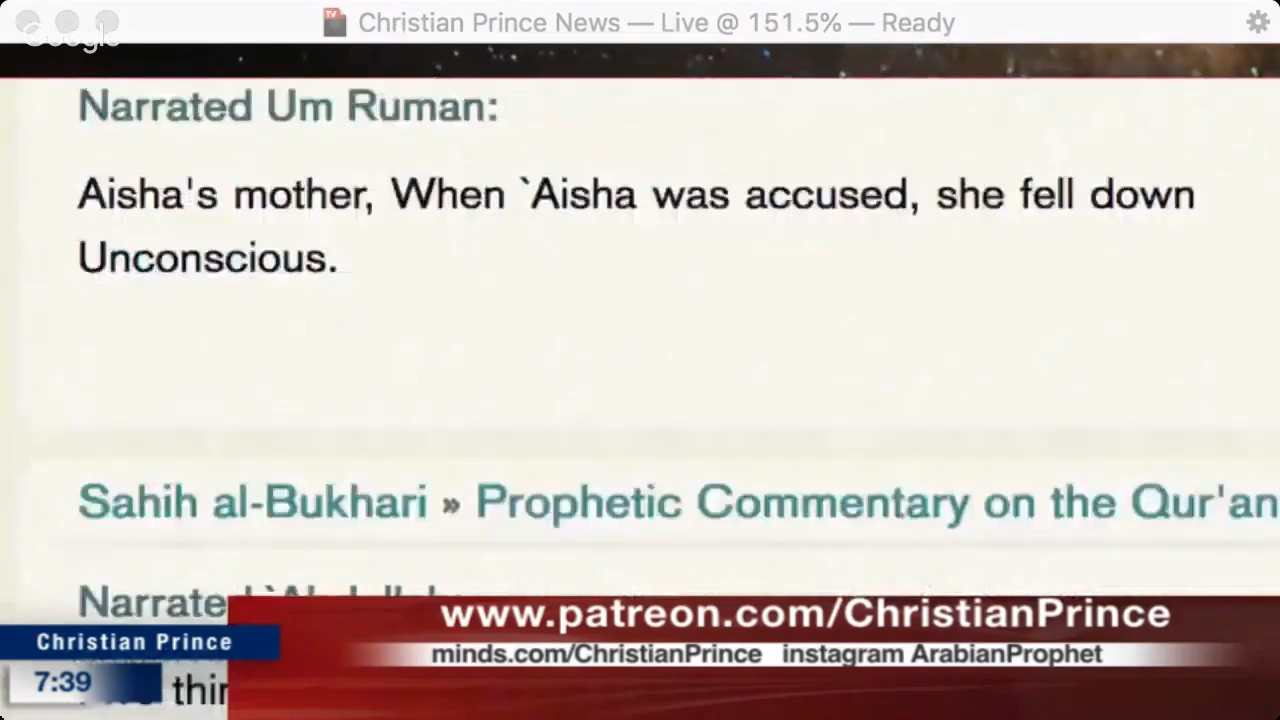 Christian Prince News — Live @ 151.5% — Ready
Google
Narrated Um Ruman:
Aisha's mother, When `Aisha was accused, she fell down
Unconscious.
Sahih al-Bukhari » Prophetic Commentary on the Qur'an
www.patreon.com/ChristianPrince
Christian Prince
minds.com/ChristianPrince instagram ArabianProphet
7:39